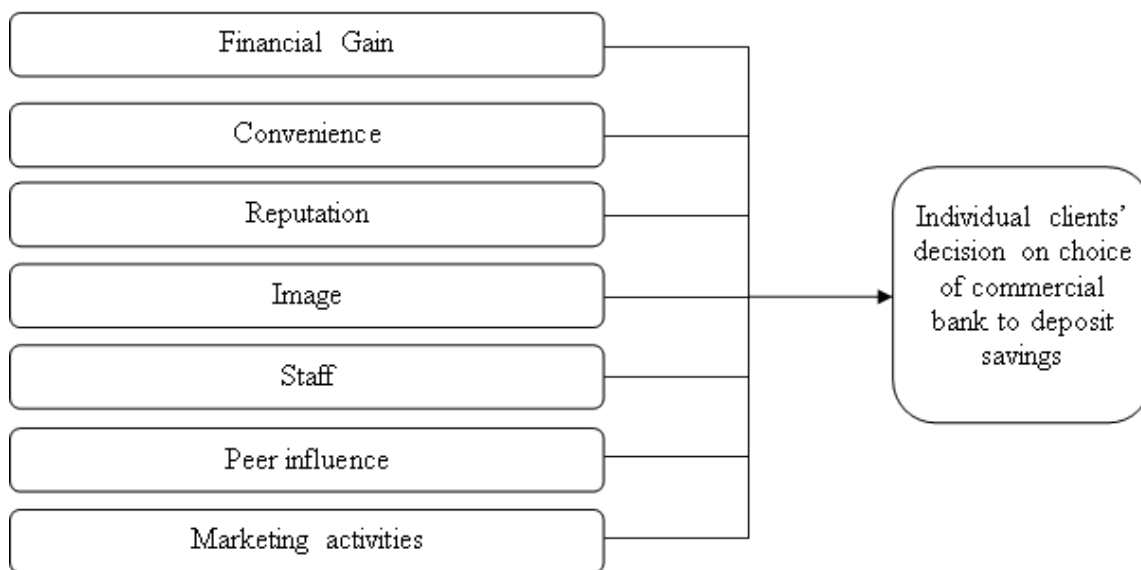 Financial Gain
Convenience
Reputation
Image
Staff
Peer influence
Marketing activities
Individual clients’
decision on choice
of commercial
bank to deposit
savings